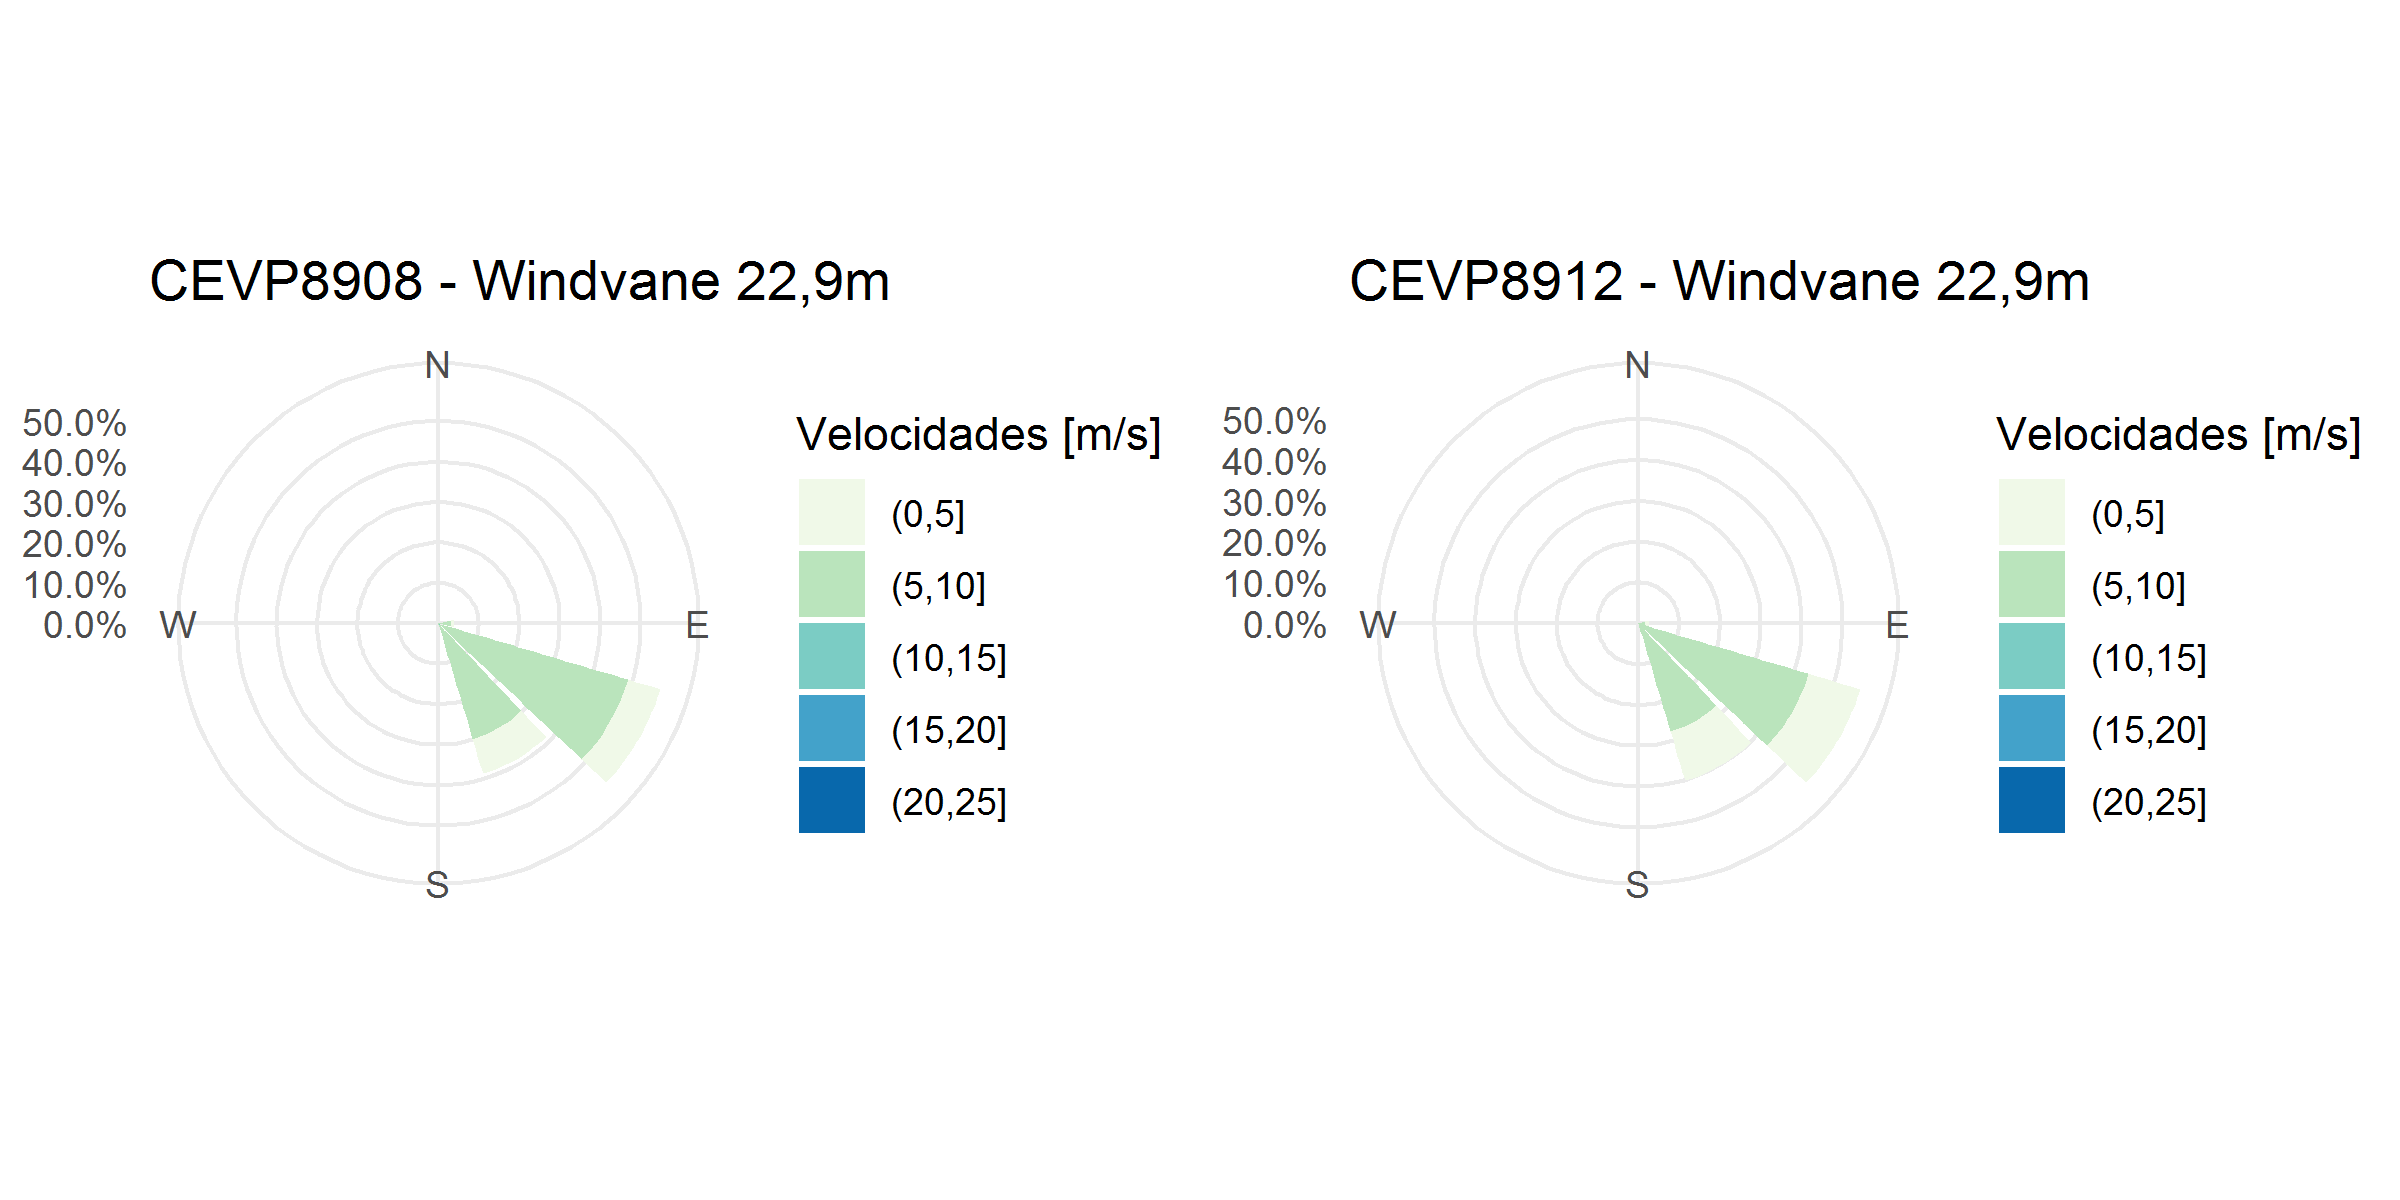 CEVP8908 - Windvane 22,9m
N
50.0%
40.0%
30.0%
20.0%
10.0%
0.0%
W
E
S
Velocidades [m/s]
(0,5]
(5,10]
(10,15]
(15,20]
(20,25]
CEVP8912 - Windvane 22,9m
N
50.0%
40.0%
30.0%
20.0%
10.0%
0.0%
W
E
S
Velocidades [m/s]
(0,5]
(5,10]
(10,15]
(15,20]
(20,25]